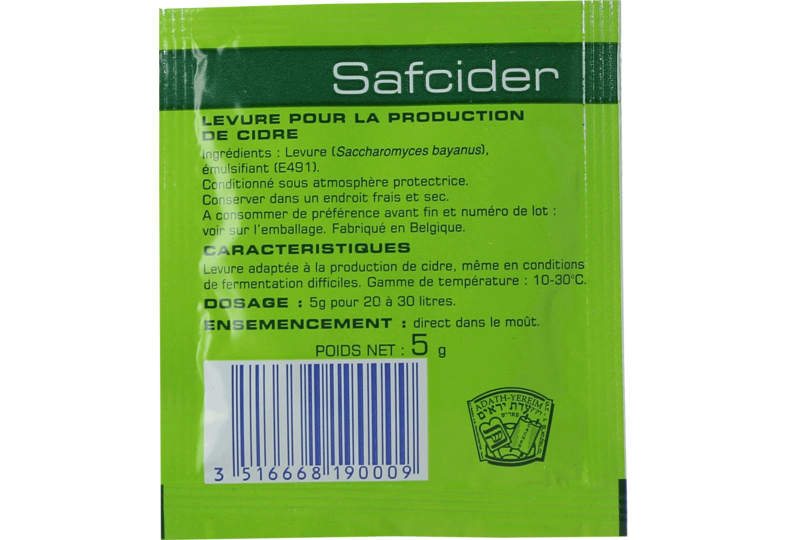 Safcider
LEVURE POUR LA PRODUCTION
DE CIDRE
Ingrédients : Levure (Saccharomyces bayanus),
émulsifiant (E491).
Conditionné sous atmosphère protectrice.
Conserver dans un endroit frais et sec.
A consommer de préférence avant fin et numéro de lot :
voir sur l'emballage. Fabriqué en Belgique.
CARACTERISTIQUES
Levure adaptée à la production de cidre, même en conditions
de fermentation difficiles. Gamme de température : 10-30°C.
DOSAGE : 5g pour 20 à 30 litres.
ENSEMENCEMENT : direct dans le moût.
POIDS NET : 5 g
ADATH-YEREIM
עדת יראים
פאריס
3 516668 190009